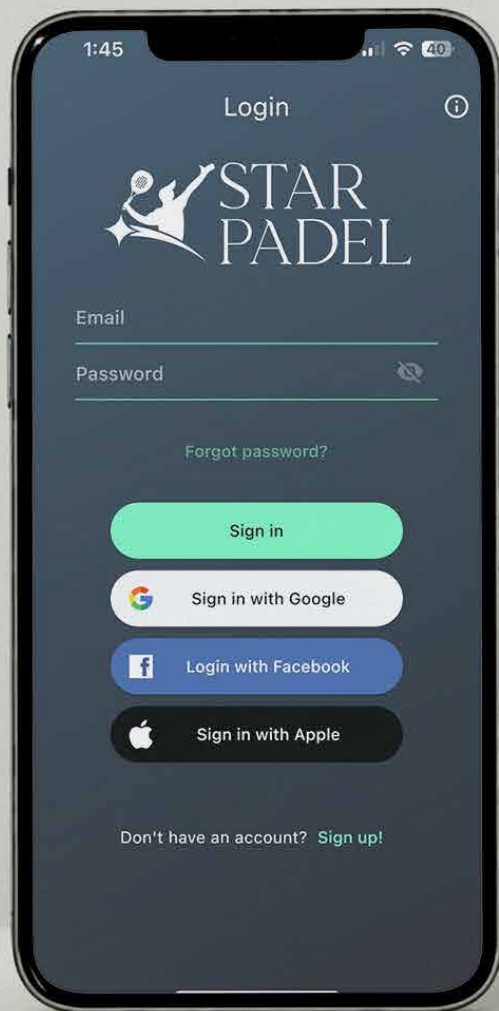 1:45
40
Login
STAR
PADEL
Email
Password
Forgot password?
Sign in
Sign in with Google
Login with Facebook
Sign in with Apple
Don't have an account? Sign up!